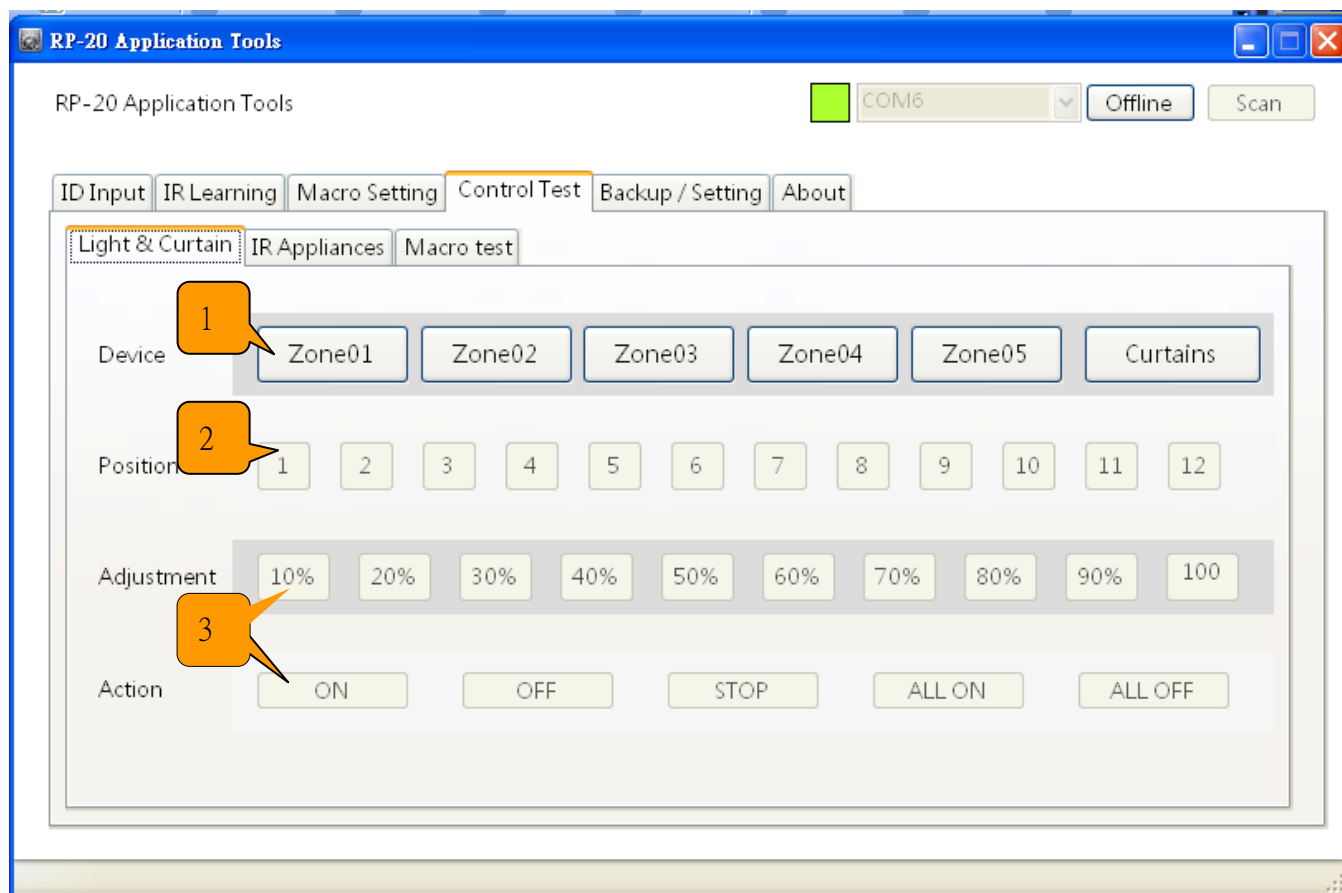 RP-20 Application Tools
RP-20 Application Tools COM6 Offline Scan
ID Input IR Learning Macro Setting Control Test Backup / Setting About
Light & Curtain IR Appliances Macro test
1
Device Zone01 Zone02 Zone03 Zone04 Zone05 Curtains
2
Position 1 2 3 4 5 6 7 8 9 10 11 12
Adjustment 10% 20% 30% 40% 50% 60% 70% 80% 90% 100
3
Action ON OFF STOP ALL ON ALL OFF